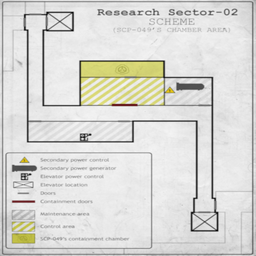 Research Sector-02
SCHEME
(SCP-049'S CHAMBER AREA)
Secondary power control
Secondary power generator
Elevator power control
Elevator location
Doors
Containment doors
Maintenance area
Control area
SCP-049's containment chamber